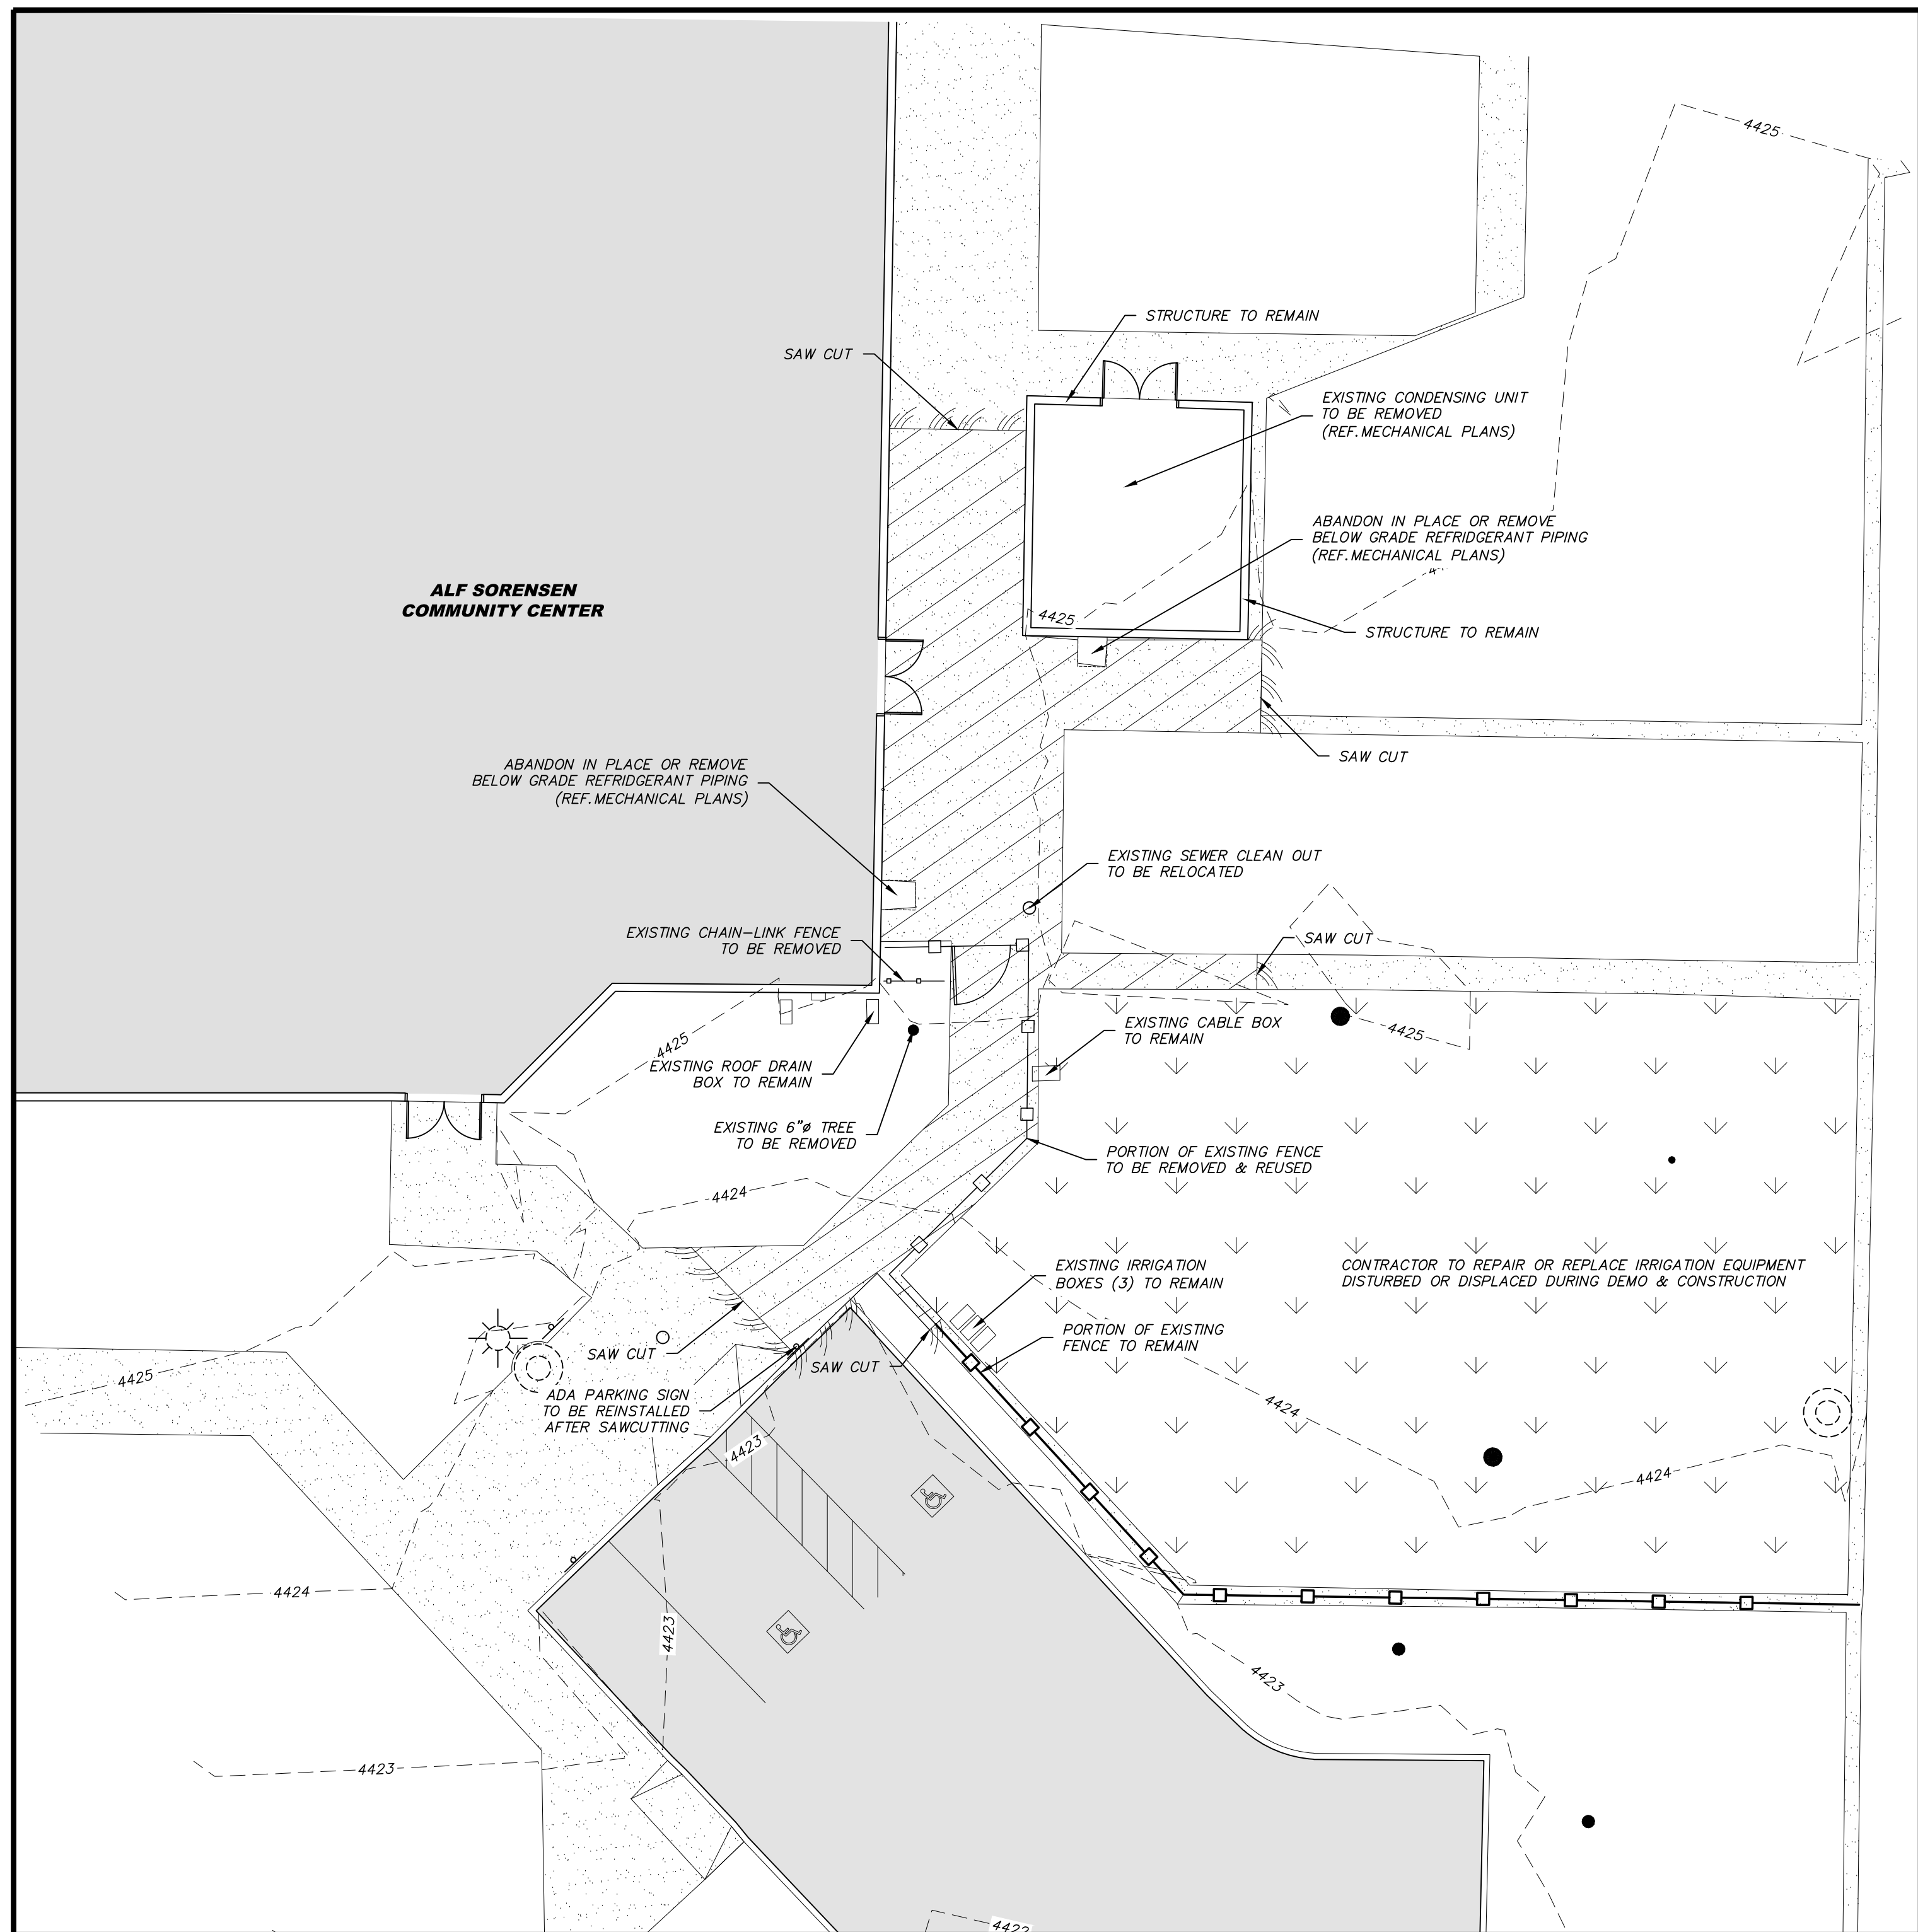 4425
STRUCTURE TO REMAIN
SAW CUT
EXISTING CONDENSING UNIT
TO BE REMOVED
(REF.MECHANICAL PLANS)
ABANDON IN PLACE OR REMOVE
BELOW GRADE REFRIDGERANT PIPING
(REF.MECHANICAL PLANS)
ALF SORENSEN
COMMUNITY CENTER
4425
STRUCTURE TO REMAIN
SAW CUT
ABANDON IN PLACE OR REMOVE
BELOW GRADE REFRIDGERANT PIPING
(REF.MECHANICAL PLANS)
EXISTING SEWER CLEAN OUT
TO BE RELOCATED
EXISTING CHAIN-LINK FENCE
TO BE REMOVED
SAW CUT
EXISTING CABLE BOX
TO REMAIN
4425
4425
EXISTING ROOF DRAIN
BOX TO REMAIN
EXISTING 6"ø TREE
TO BE REMOVED
PORTION OF EXISTING FENCE
TO BE REMOVED & REUSED
4424
EXISTING IRRIGATION
BOXES (3) TO REMAIN
CONTRACTOR TO REPAIR OR REPLACE IRRIGATION EQUIPMENT
DISTURBED OR DISPLACED DURING DEMO & CONSTRUCTION
PORTION OF EXISTING
FENCE TO REMAIN
SAW CUT
SAW CUT
4425
ADA PARKING SIGN
TO BE REINSTALLED
AFTER SAWCUTTING
4424
4423
4424
4424
4423
4423
4423